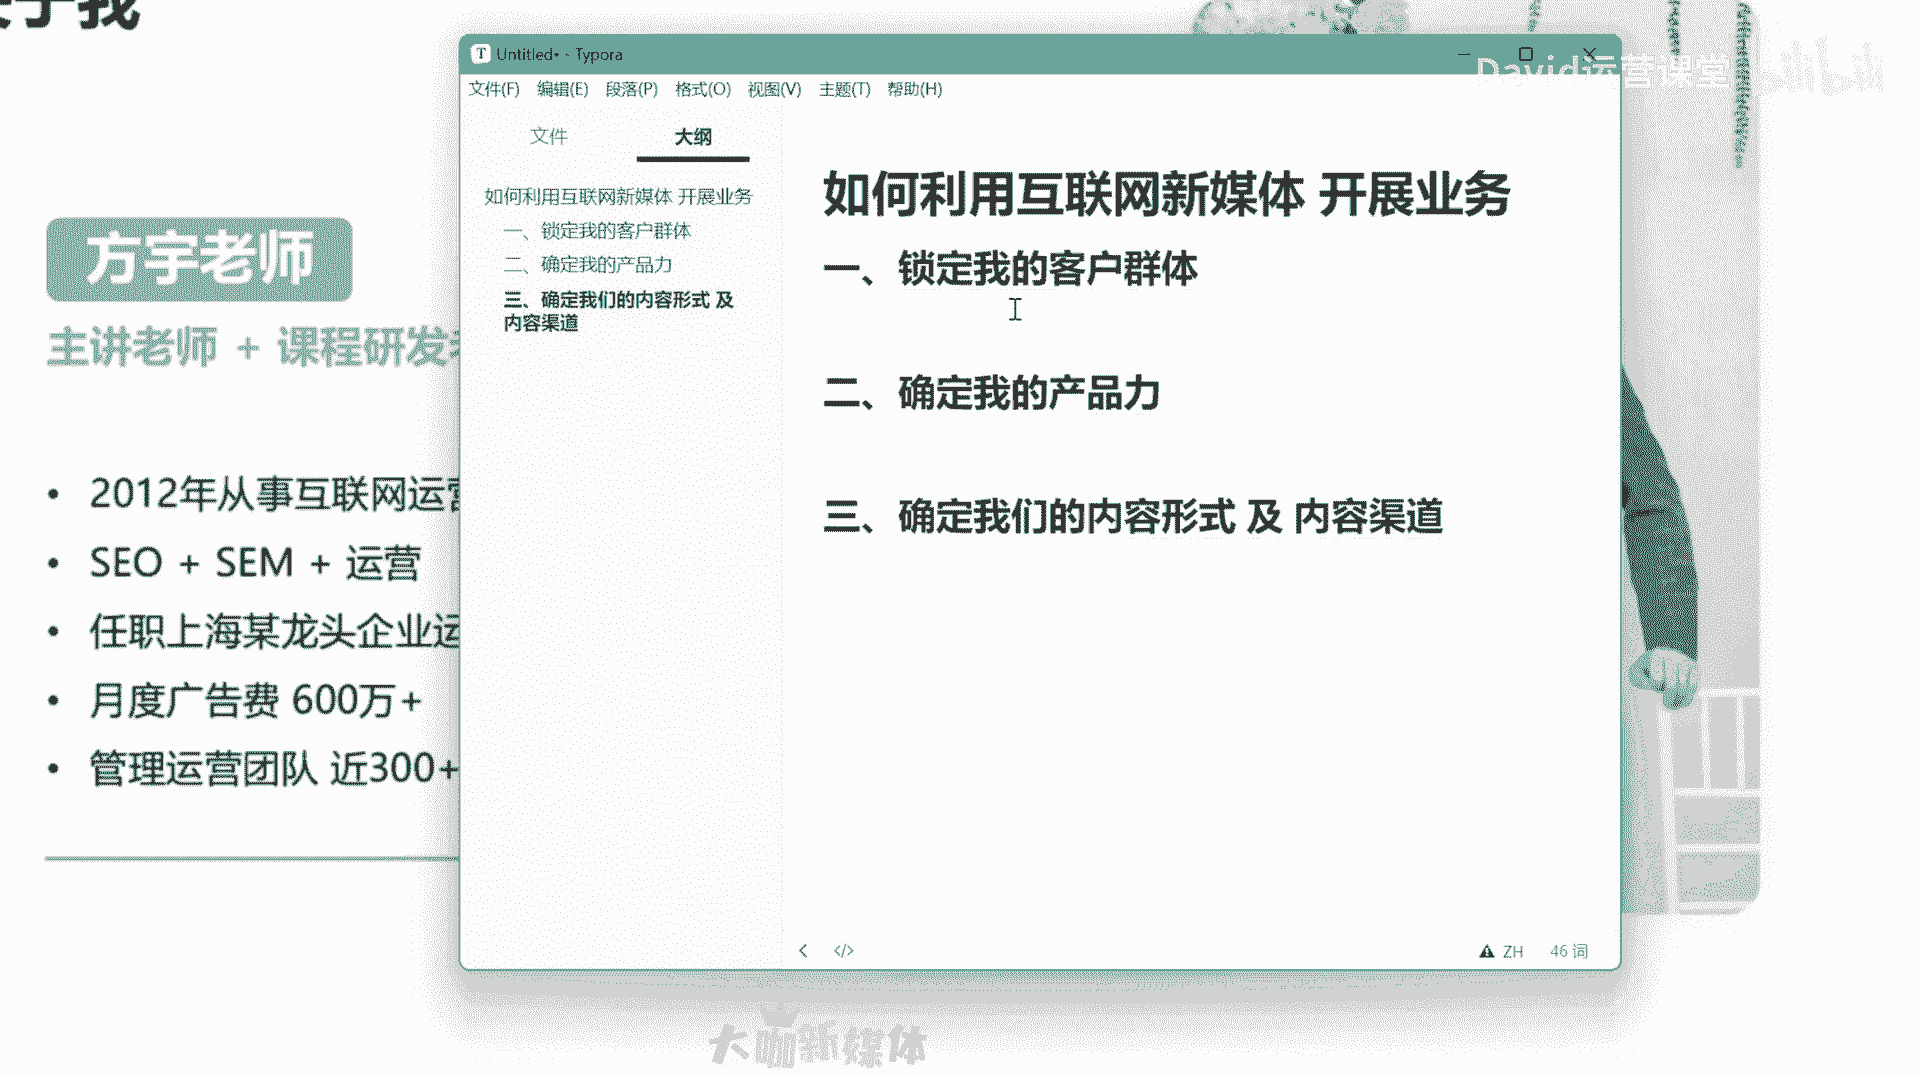 于我
方宇老师
主讲老师 + 课程研发
2012年从事互联网运营
SEO + SEM + 运营
任职上海某龙头企业运
月度广告费 600万+
管理运营团队 近300+
Untitled• - Typora
David运营课堂
bilibili
文件(F) 编辑(E) 段落(P) 格式(O) 视图(V) 主题(T) 帮助(H)
文件 大纲
如何利用互联网新媒体 开展业务
一、锁定我的客户群体
二、确定我的产品力
三、确定我们的内容形式 及
内容渠道
如何利用互联网新媒体 开展业务
一、锁定我的客户群体
二、确定我的产品力
三、确定我们的内容形式 及 内容渠道
ZH 46 词
大咖新媒体